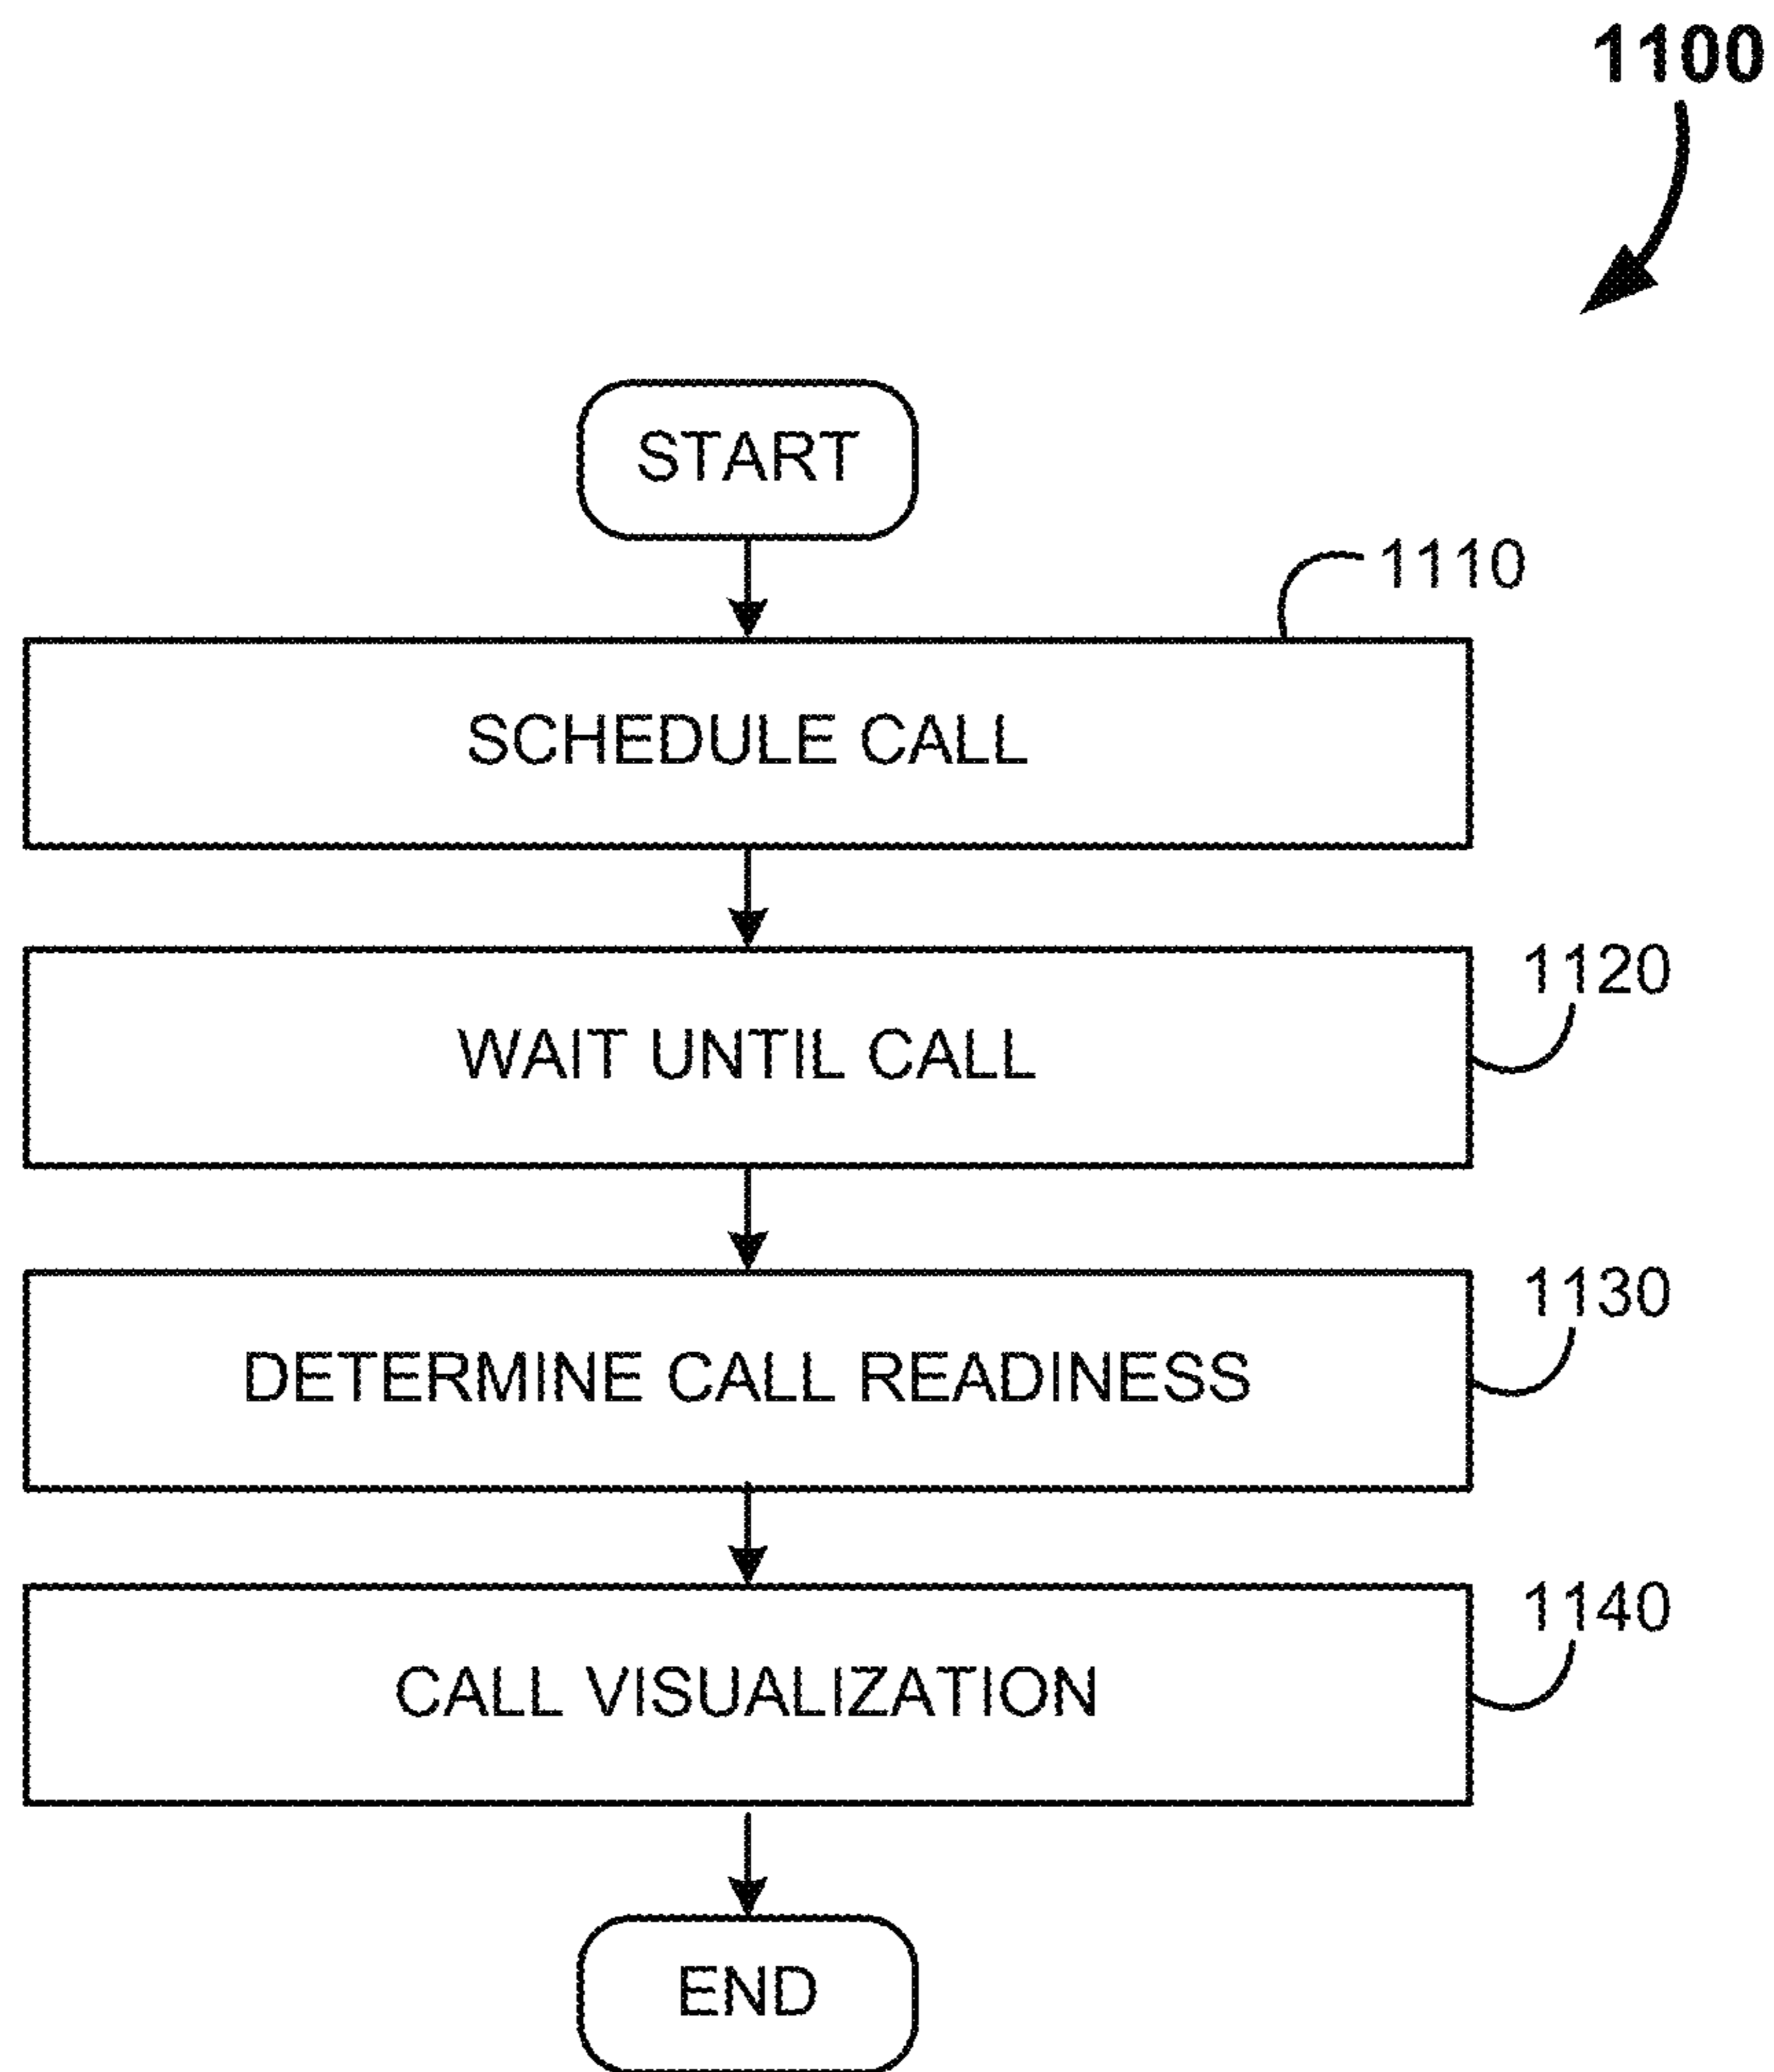 1100
START
1110
SCHEDULE CALL
1120
WAIT UNTIL CALL
1130
DETERMINE CALL READINESS
1140
CALL VISUALIZATION
END